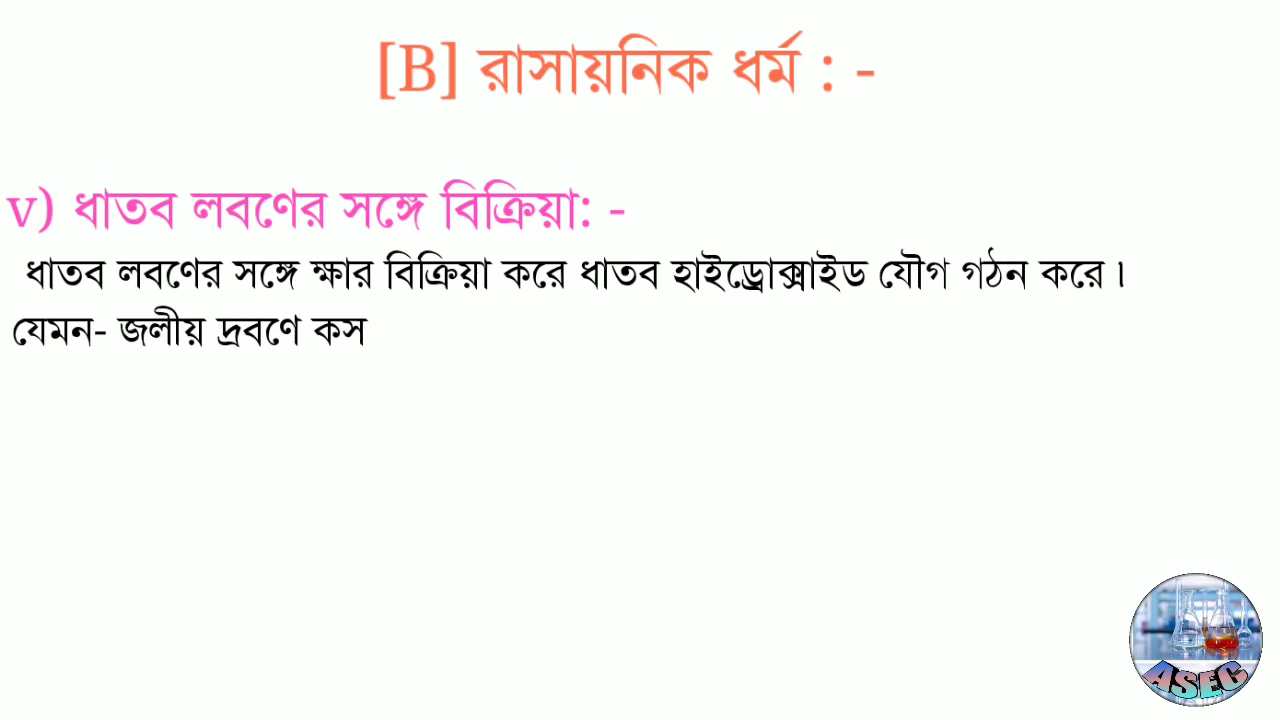 [B] রাসায়নিক ধর্ম : -
v) ধাতব লবণের সঙ্গে বিক্রিয়া: -
ধাতব লবণের সঙ্গে ক্ষার বিক্রিয়া করে ধাতব হাইড্রোক্সাইড যৌগ গঠন করে।
যেমন- জলীয় দ্রবণে কস
ASEC